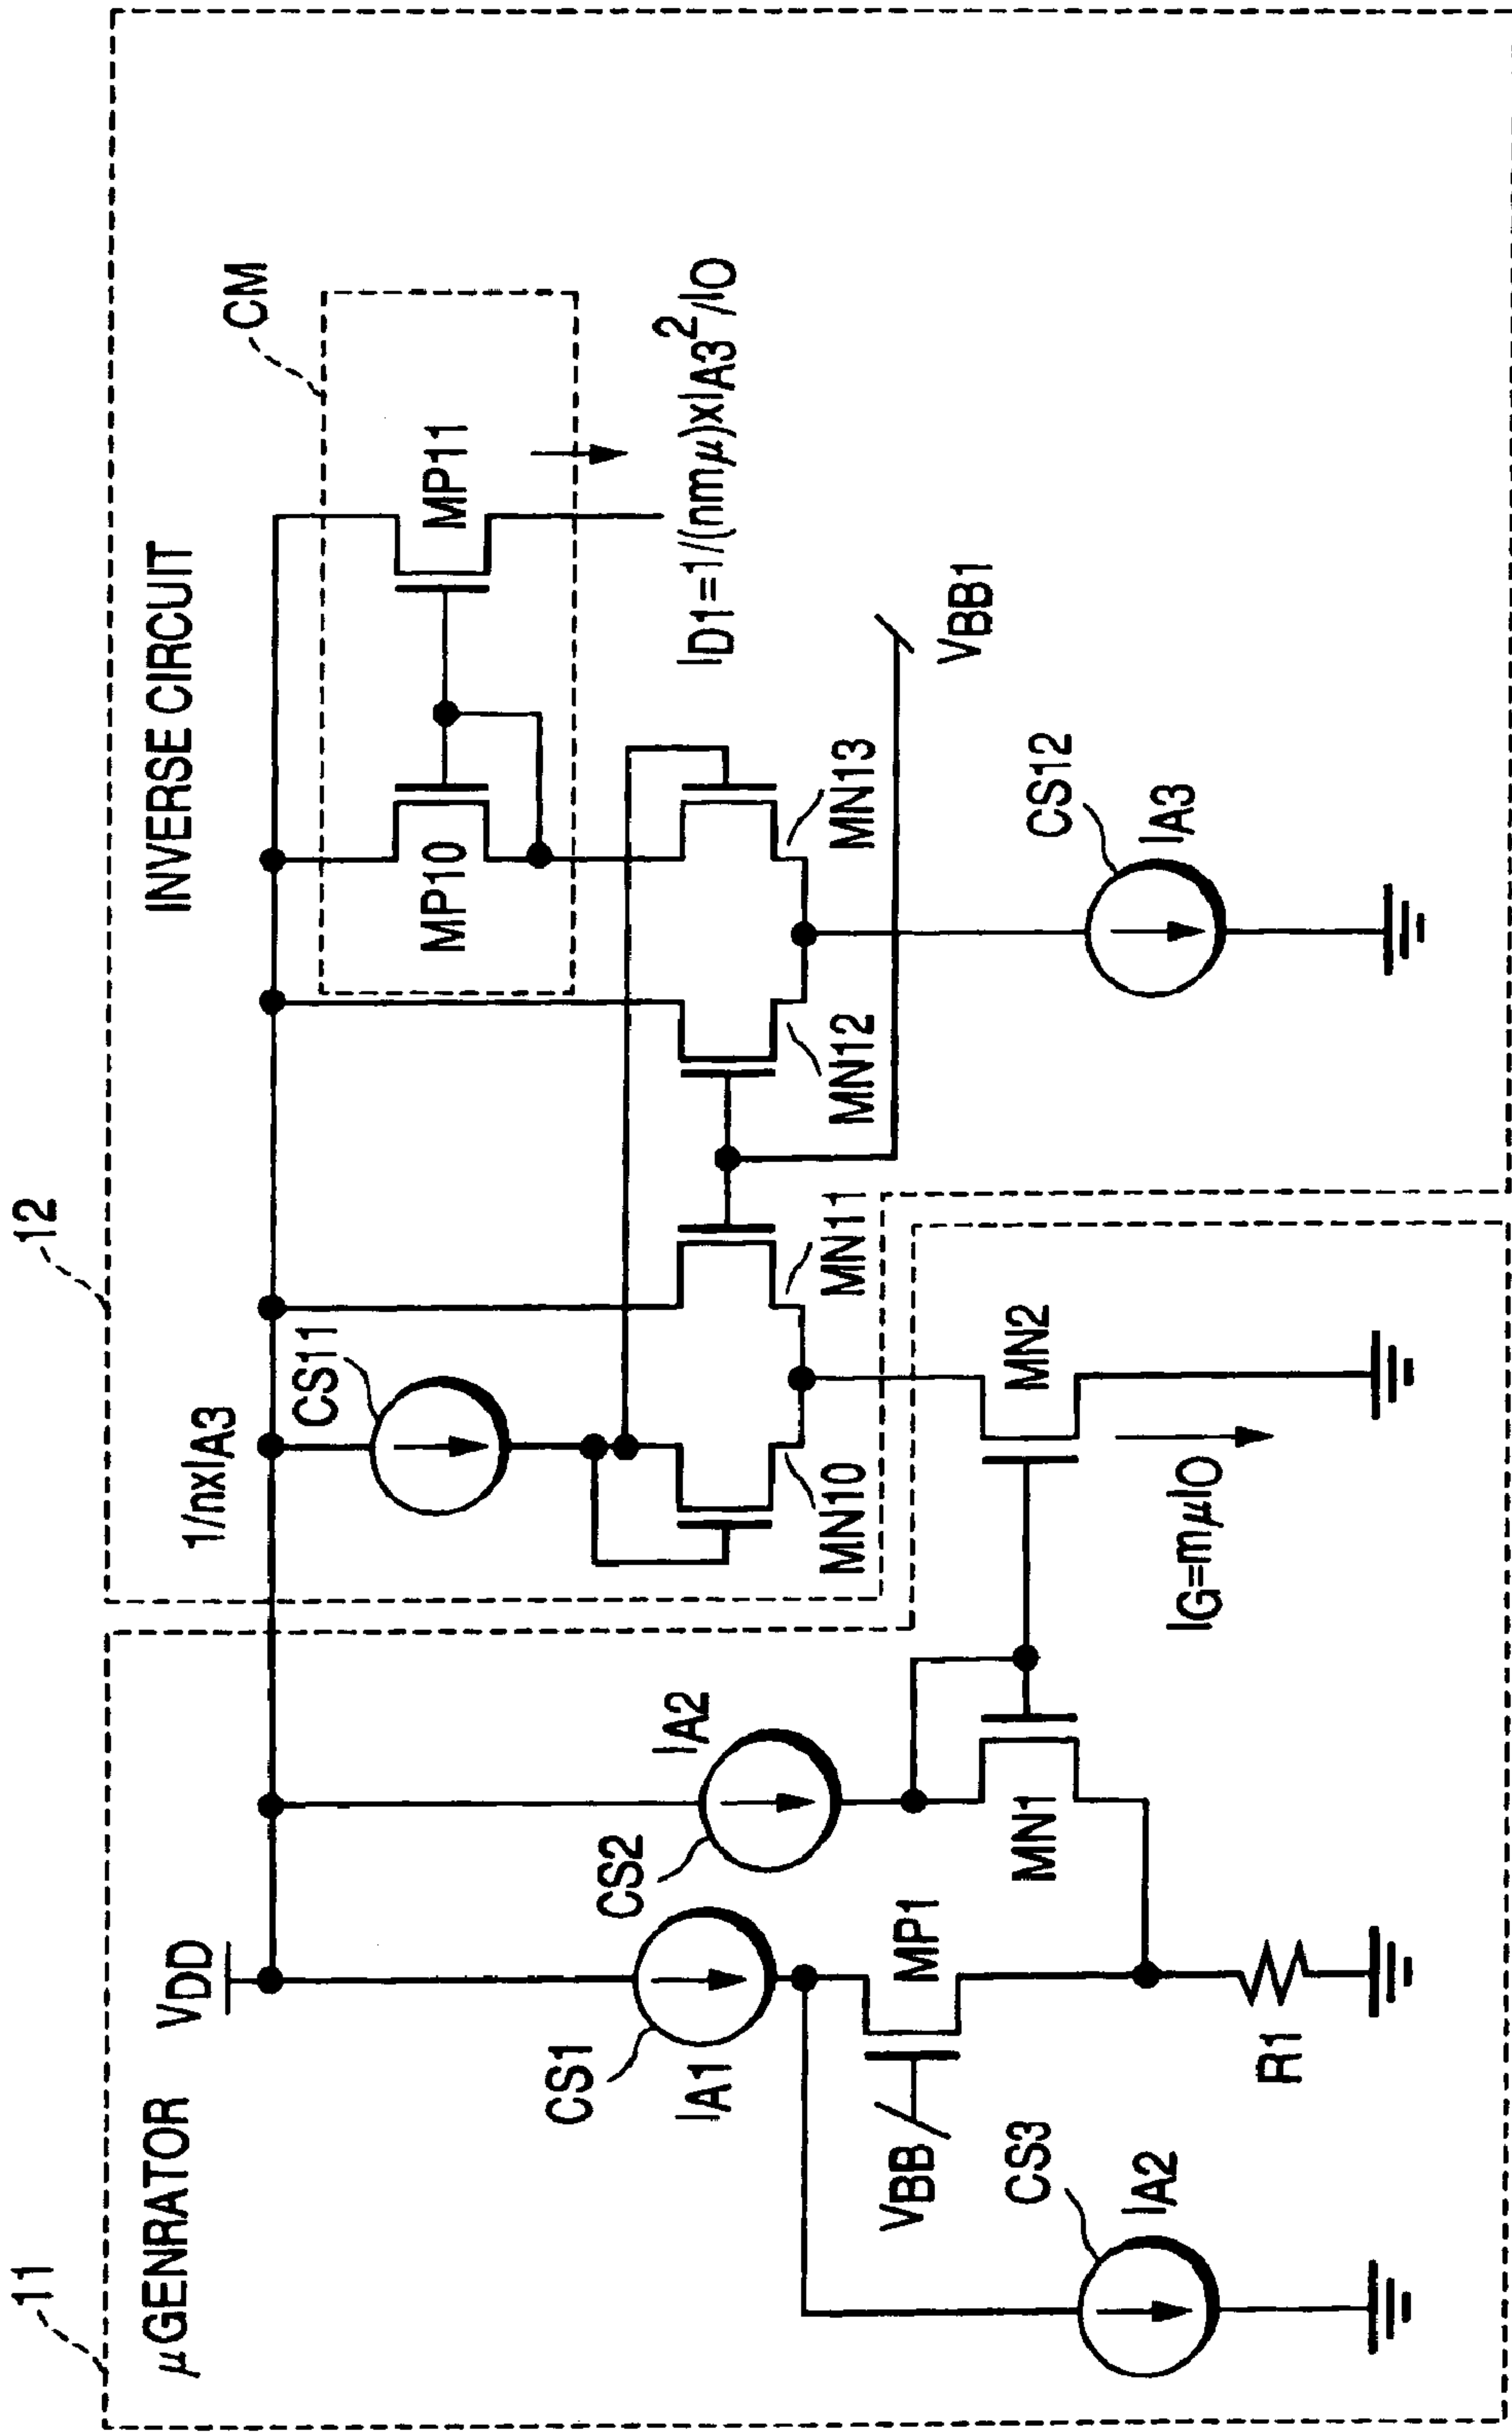 11
12
μGENRATOR
VDD
INVERSE CIRCUIT
1/nxIA3
CS11
CM
MP10
MP11
ID1=1/(nmμ)xIA3²/IO
CS1
IA1
CS2
IA2
MN10
MN11
MN12
MN13
VBB1
VBB
MP1
MN1
MN2
CS3
IA2
R1
IG=mμIO
CS12
IA3